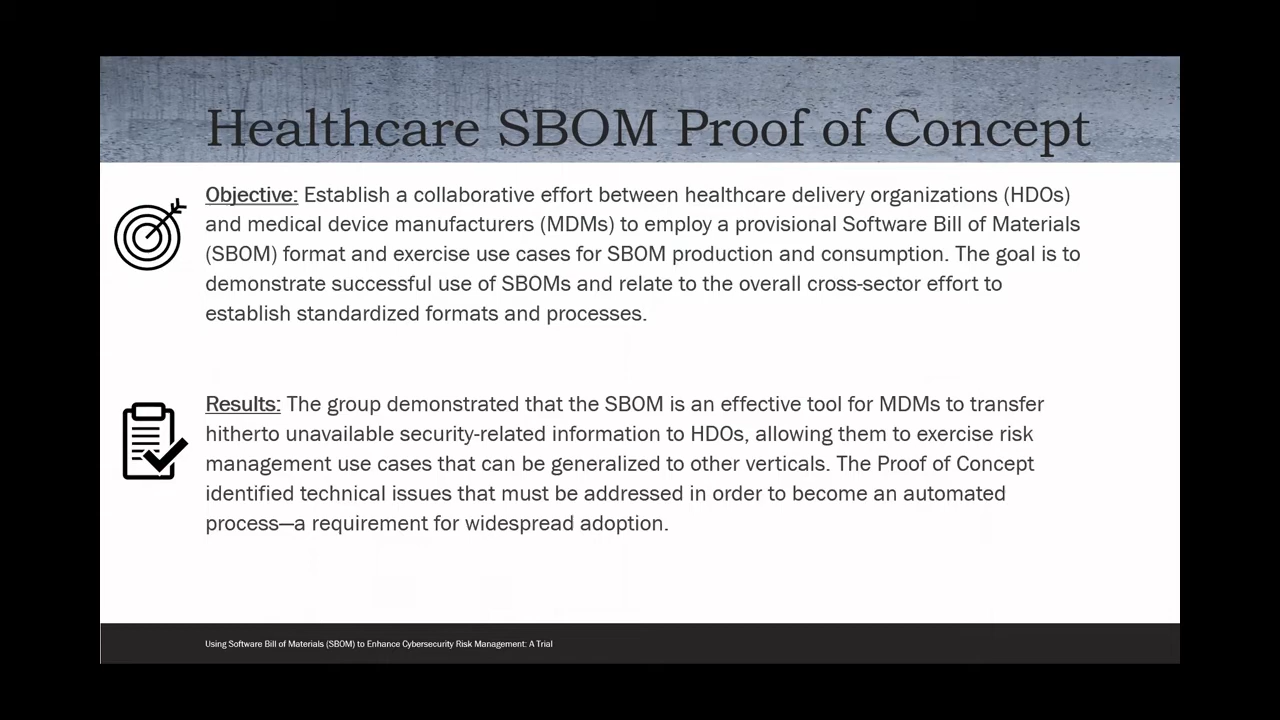 Healthcare SBOM Proof of Concept
Objective: Establish a collaborative effort between healthcare delivery organizations (HDOs)
and medical device manufacturers (MDMs) to employ a provisional Software Bill of Materials
(SBOM) format and exercise use cases for SBOM production and consumption. The goal is to
demonstrate successful use of SBOMs and relate to the overall cross-sector effort to
establish standardized formats and processes.
Results: The group demonstrated that the SBOM is an effective tool for MDMs to transfer
hitherto unavailable security-related information to HDOs, allowing them to exercise risk
management use cases that can be generalized to other verticals. The Proof of Concept
identified technical issues that must be addressed in order to become an automated
process—a requirement for widespread adoption.
Using Software Bill of Materials (SBOM) to Enhance Cybersecurity Risk Management: A Trial